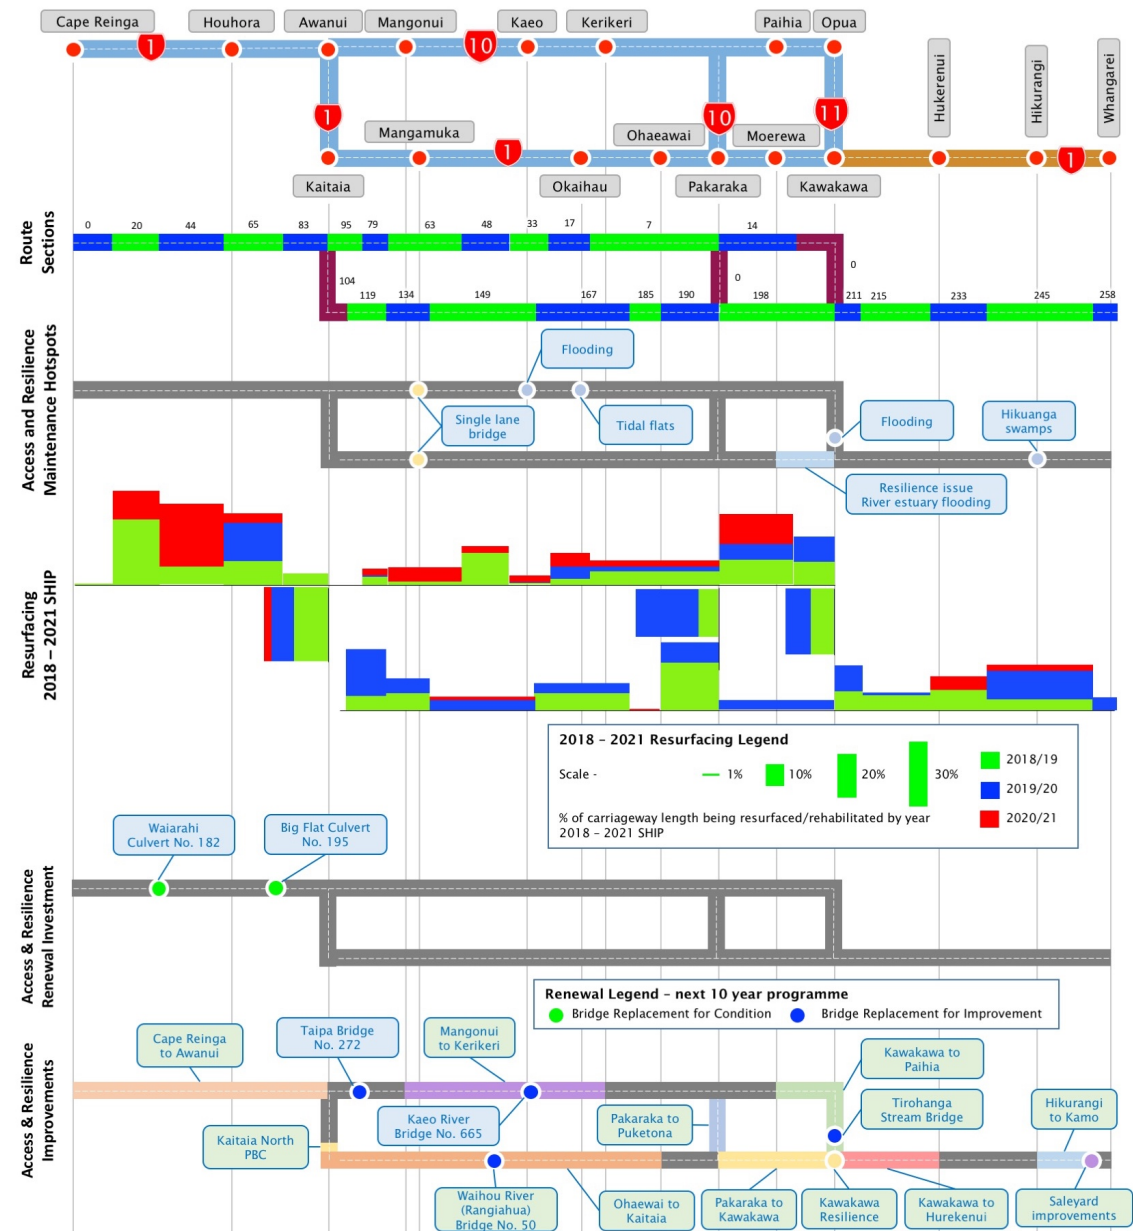 Cape Reinga
Houhora
Awanui
Mangonui
Kaeo
Kerikeri
Paihia
Opua
1
10
Hukerenui
Hikurangi
Whangarei
1
10
11
Mangamuka
1
Ohaeawai
Moerewa
1
Kaitaia
Okaihau
Pakaraka
Kawakawa
Route
Sections
0
20
44
65
83
95
79
63
48
33
17
7
14
104
0
0
119
134
149
167
185
190
198
211
215
233
245
258
Access and Resilience
Maintenance Hotspots
Flooding
Single lane
bridge
Tidal flats
Flooding
Hikuanga
swamps
Resilience issue
River estuary flooding
Resurfacing
2018 – 2021 SHIP
2018 – 2021 Resurfacing Legend
Scale -
1%
10%
20%
30%
2018/19
2019/20
2020/21
% of carriageway length being resurfaced/rehabilitated by year
2018 – 2021 SHIP
Access & Resilience
Renewal Investment
Waiarahi
Culvert No. 182
Big Flat Culvert
No. 195
Renewal Legend – next 10 year programme
Bridge Replacement for Condition
Bridge Replacement for Improvement
Access & Resilience
Improvements
Cape Reinga
to Awanui
Taipa Bridge
No. 272
Mangonui
to Kerikeri
Kawakawa to
Paihia
Kaeo River
Bridge No. 665
Pakaraka to
Puketona
Tirohanga
Stream Bridge
Hikurangi
to Kamo
Kaitaia North
PBC
Waihou River
(Rangiahua)
Bridge No. 50
Ohaewai to
Kaitaia
Pakaraka to
Kawakawa
Kawakawa
Resilience
Kawakawa to
Hurekenui
Saleyard
improvements